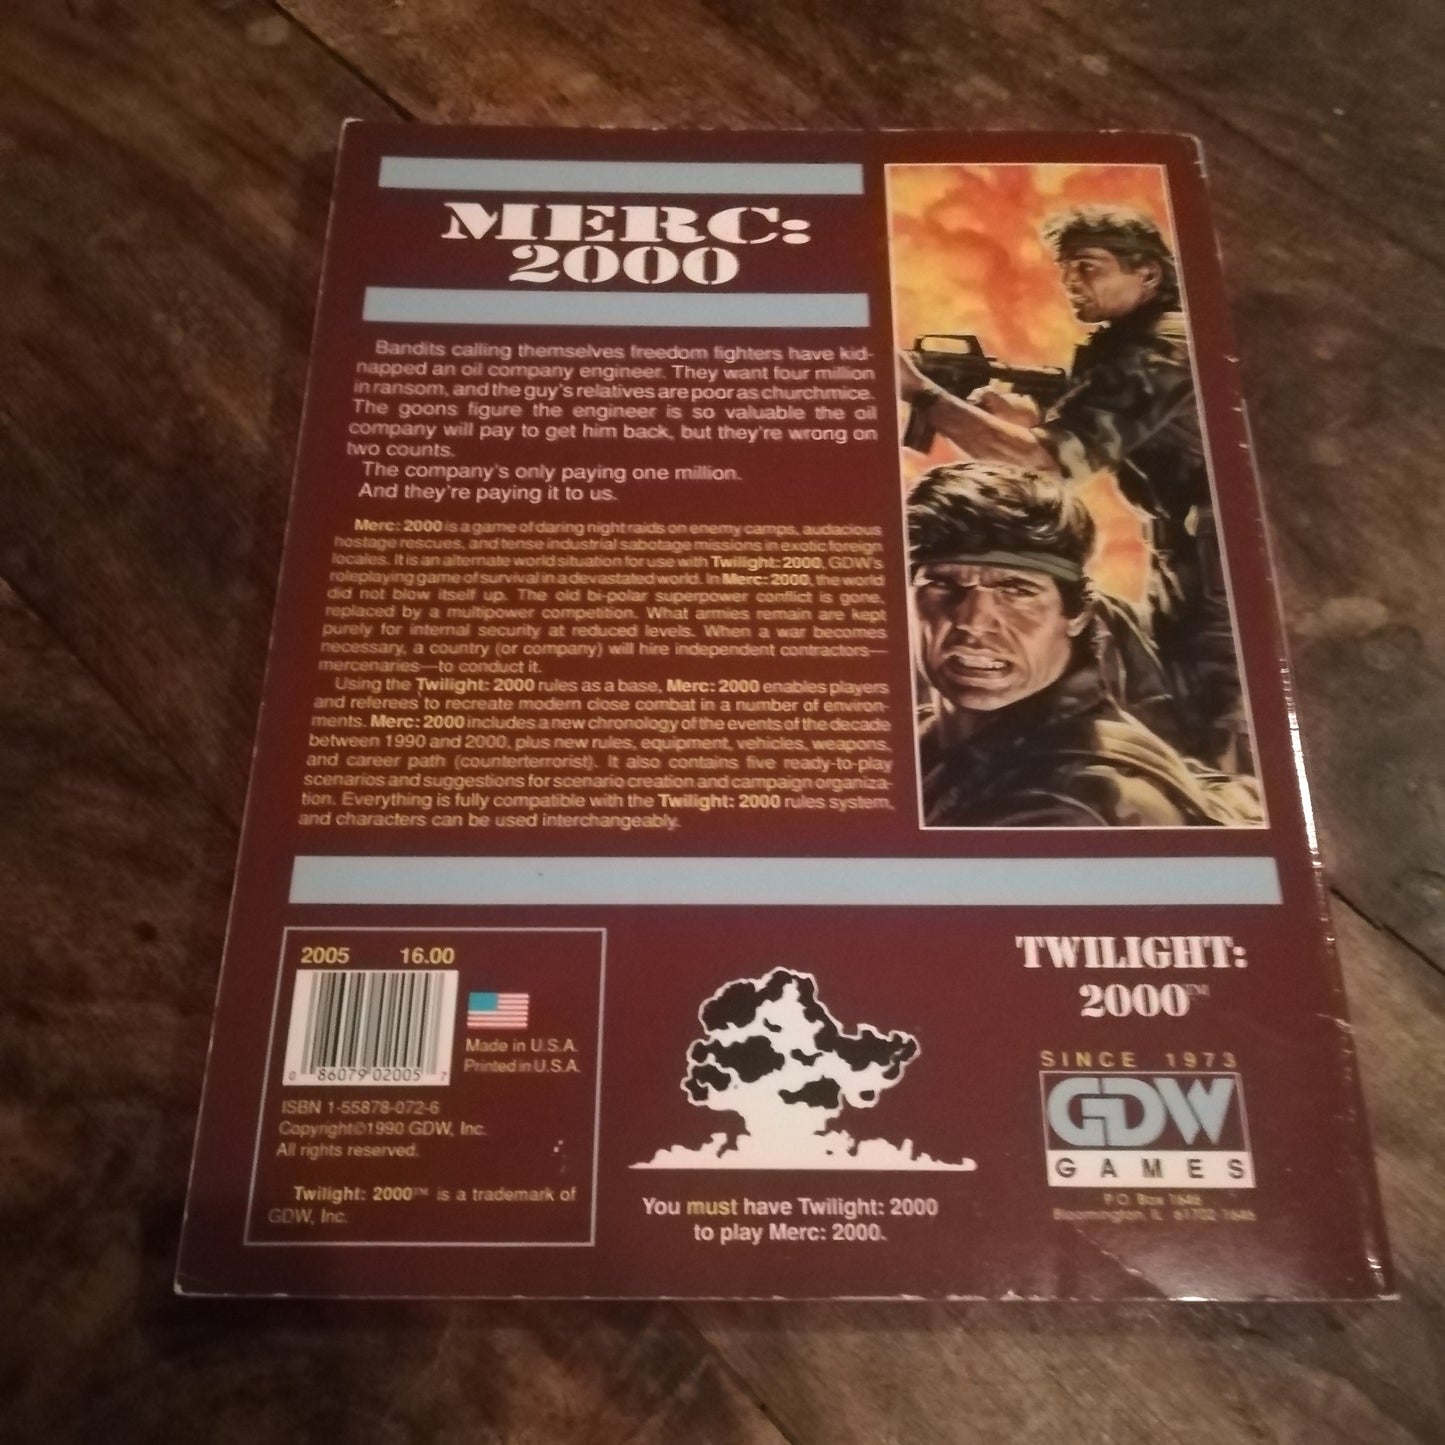 MERC:
2000
Bandits calling themselves freedom fighters have kid-
napped an oil company engineer. They want four million
in ransom, and the guy's relatives are poor as churchmice.
The goons figure the engineer is so valuable the oil
company will pay to get him back, but they're wrong on
two counts.
The company's only paying one million.
And they're paying it to us.
Merc: 2000 is a game of daring night raids on enemy camps, audacious
hostage rescues, and tense industrial sabotage missions in exotic foreign
locales. It is an alternate world situation for use with Twilight: 2000, GDW's
roleplaying game of survival in a devastated world. In Merc: 2000, the world
did not blow itself up. The old bi-polar superpower conflict is gone,
replaced by a multipower competition. What armies remain are kept
purely for internal security at reduced levels. When a war becomes
necessary, a country (or company) will hire independent contractors—
mercenaries—to conduct it.
Using the Twilight: 2000 rules as a base, Merc: 2000 enables players
and referees to recreate modern close combat in a number of environ-
ments. Merc: 2000 includes a new chronology of the events of the decade
between 1990 and 2000, plus new rules, equipment, vehicles, weapons,
and career path (counterterrorist). It also contains five ready-to-play
scenarios and suggestions for scenario creation and campaign organiza-
tion. Everything is fully compatible with the Twilight: 2000 rules system,
and characters can be used interchangeably.
2005 16.00
0 86079 02005 7
Made in U.S.A.
Printed in U.S.A.
ISBN 1-55878-072-6
Copyright©1990 GDW, Inc.
All rights reserved.
Twilight: 2000™ is a trademark of
GDW, Inc.
You must have Twilight: 2000
to play Merc: 2000.
TWILIGHT:
2000™
SINCE 1973
GDW
GAMES
P.O. Box 1646
Bloomington, IL 61702-1646